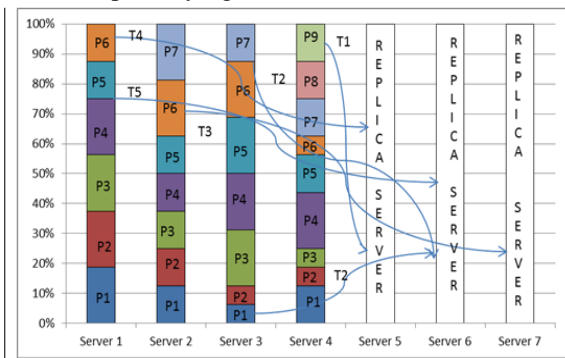 100%
90%
80%
70%
60%
50%
40%
30%
20%
10%
0%
P6
P5
P4
P3
P2
P1
P7
P6
P5
P4
P3
P2
P1
P7
P6
P5
P4
P3
P2
P1
P9
P8
P7
P6
P5
P4
P3
P2
P1
T4
T5
T3
T2
T1
T2
REPLICA SERVER
REPLICA SERVER
REPLICA SERVER
Server 1 Server 2 Server 3 Server 4 Server 5 Server 6 Server 7